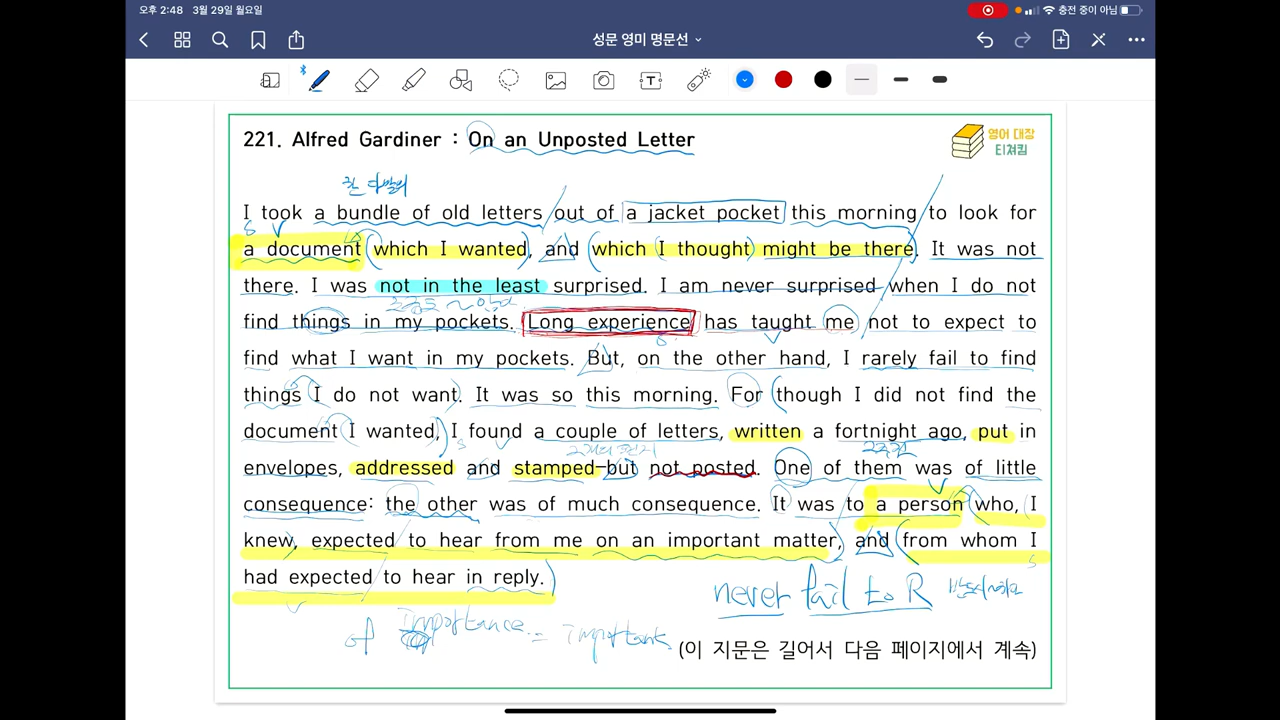 오후 2:48 3월 29일 월요일
충전 중이 아님
성문 영미 명문선
221. Alfred Gardiner : On an Unposted Letter
영어 대장
티쳐킴
I took a bundle of old letters out of a jacket pocket this morning to look for
a document which I wanted, and which I thought might be there. It was not
there. I was not in the least surprised. I am never surprised when I do not
find things in my pockets. Long experience has taught me not to expect to
find what I want in my pockets. But, on the other hand, I rarely fail to find
things I do not want. It was so this morning. For though I did not find the
document I wanted, I found a couple of letters, written a fortnight ago, put in
envelopes, addressed and stamped-but not posted. One of them was of little
consequence: the other was of much consequence. It was to a person who, I
knew, expected to hear from me on an important matter, and from whom I
had expected to hear in reply.
never fail to R
of importance = important
(이 지문은 길어서 다음 페이지에서 계속)